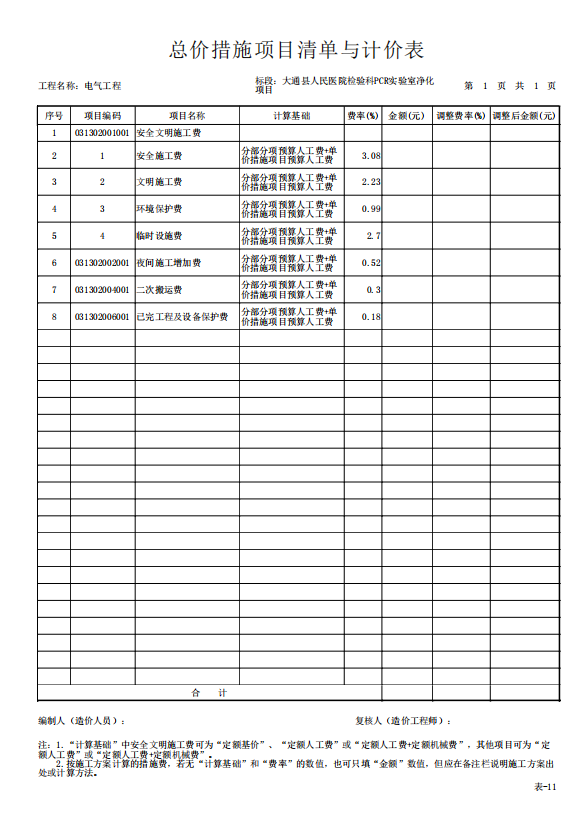 总价措施项目清单与计价表
工程名称：电气工程 标段：大通县人民医院检验科PCR实验室净化项目 第 1 页 共 1 页
序号 项目编码 项目名称 计算基础 费率(%) 金额(元) 调整费率(%) 调整后金额(元)
1 031302001001 安全文明施工费
2 1 安全施工费 分部分项预算人工费+单价措施项目预算人工费 3.08
3 2 文明施工费 分部分项预算人工费+单价措施项目预算人工费 2.23
4 3 环境保护费 分部分项预算人工费+单价措施项目预算人工费 0.99
5 4 临时设施费 分部分项预算人工费+单价措施项目预算人工费 2.7
6 031302002001 夜间施工增加费 分部分项预算人工费+单价措施项目预算人工费 0.52
7 031302004001 二次搬运费 分部分项预算人工费+单价措施项目预算人工费 0.3
8 031302006001 已完工程及设备保护费 分部分项预算人工费+单价措施项目预算人工费 0.18
合 计
编制人（造价人员）： 复核人（造价工程师）：
注：1.“计算基础”中安全文明施工费可为“定额基价”、“定额人工费”或“定额人工费+定额机械费”，其他项目可为“定
额人工费”或“定额人工费+定额机械费”。
2.按施工方案计算的措施费，若无“计算基础”和“费率”的数值，也可只填“金额”数值，但应在备注栏说明施工方案出
处或计算方法。
表-11